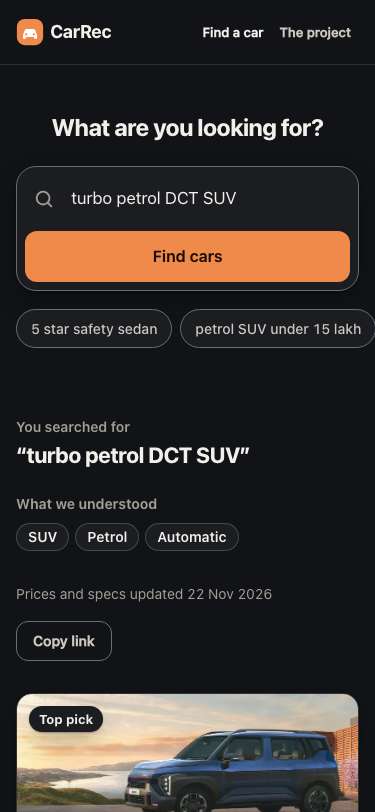 CarRec
Find a car
The project
What are you looking for?
turbo petrol DCT SUV
Find cars
5 star safety sedan
petrol SUV under 15 lakh
You searched for
“turbo petrol DCT SUV”
What we understood
SUV
Petrol
Automatic
Prices and specs updated 22 Nov 2026
Copy link
Top pick